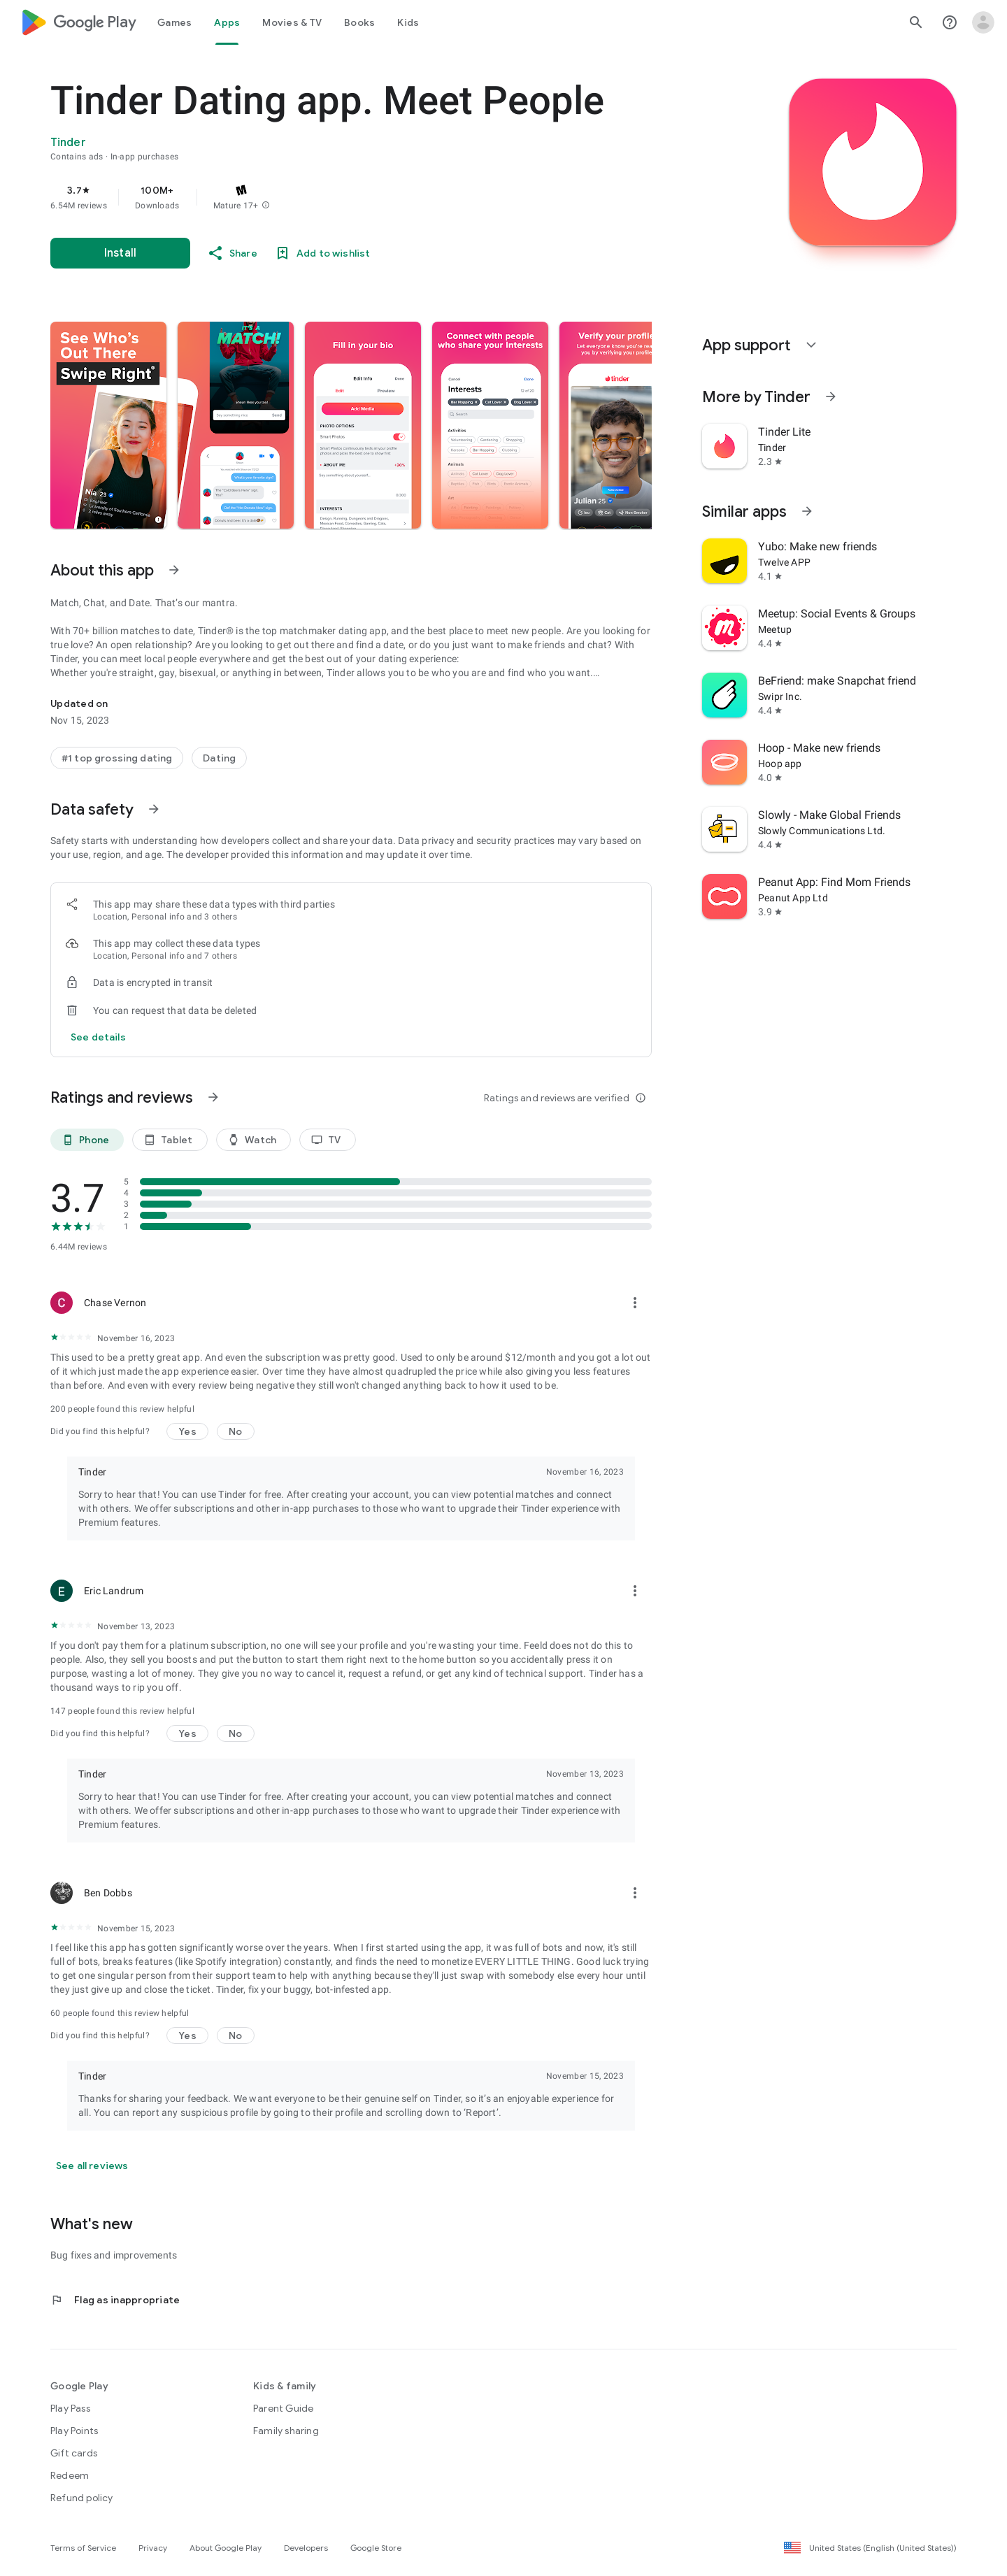 Google Play
Games
Apps
Movies & TV
Books
Kids
Tinder Dating app. Meet People
Tinder
Contains ads · In-app purchases
3.7★
6.54M reviews
100M+
Downloads
Mature 17+
Install
Share
Add to wishlist
See Who's
Out There
Swipe Right®
Nia 23
IT'S A
MATCH!
Fill in your bio
Edit Info
Done
Edit
Preview
Add Media
PHOTO OPTIONS
Smart Photos
ABOUT ME
INTERESTS
Connect with people
who share your Interests
Cancel
Done
Interests
Bar Hopping
Cat Lover
Dog Lover
Search
Activities
Animals
Verify your profile
tinder
Julian 25
App support
More by Tinder
Tinder Lite
Tinder
2.3 ★
Similar apps
Yubo: Make new friends
Twelve APP
4.1 ★
Meetup: Social Events & Groups
Meetup
4.4 ★
BeFriend: make Snapchat friend
Swipr Inc.
4.4 ★
Hoop - Make new friends
Hoop app
4.0 ★
Slowly - Make Global Friends
Slowly Communications Ltd.
4.4 ★
Peanut App: Find Mom Friends
Peanut App Ltd
3.9 ★
About this app
Match, Chat, and Date. That's our mantra.
With 70+ billion matches to date, Tinder® is the top matchmaker dating app, and the best place to meet new people. Are you looking for
true love? An open relationship? Are you looking to get out there and find a date, or do you just want to make friends and chat? With
Tinder, you can meet local people everywhere and get the best out of your dating experience:
Whether you're straight, gay, bisexual, or anything in between, Tinder allows you to be who you are and find who you want....
Updated on
Nov 15, 2023
#1 top grossing dating
Dating
Data safety
Safety starts with understanding how developers collect and share your data. Data privacy and security practices may vary based on
your use, region, and age. The developer provided this information and may update it over time.
This app may share these data types with third parties
Location, Personal info and 3 others
This app may collect these data types
Location, Personal info and 7 others
Data is encrypted in transit
You can request that data be deleted
See details
Ratings and reviews
Ratings and reviews are verified
Phone
Tablet
Watch
TV
3.7
6.44M reviews
5
4
3
2
1
C
Chase Vernon
November 16, 2023
This used to be a pretty great app. And even the subscription was pretty good. Used to only be around $12/month and you got a lot out
of it which just made the app experience easier. Over time they have almost quadrupled the price while also giving you less features
than before. And even with every review being negative they still won't changed anything back to how it used to be.
200 people found this review helpful
Did you find this helpful?
Yes
No
Tinder
November 16, 2023
Sorry to hear that! You can use Tinder for free. After creating your account, you can view potential matches and connect
with others. We offer subscriptions and other in-app purchases to those who want to upgrade their Tinder experience with
Premium features.
E
Eric Landrum
November 13, 2023
If you don't pay them for a platinum subscription, no one will see your profile and you're wasting your time. Feeld does not do this to
people. Also, they sell you boosts and put the button to start them right next to the home button so you accidentally press it on
purpose, wasting a lot of money. They give you no way to cancel it, request a refund, or get any kind of technical support. Tinder has a
thousand ways to rip you off.
147 people found this review helpful
Did you find this helpful?
Yes
No
Tinder
November 13, 2023
Sorry to hear that! You can use Tinder for free. After creating your account, you can view potential matches and connect
with others. We offer subscriptions and other in-app purchases to those who want to upgrade their Tinder experience with
Premium features.
Ben Dobbs
November 15, 2023
I feel like this app has gotten significantly worse over the years. When I first started using the app, it was full of bots and now, it's still
full of bots, breaks features (like Spotify integration) constantly, and finds the need to monetize EVERY LITTLE THING. Good luck trying
to get one singular person from their support team to help with anything because they'll just swap with somebody else every hour until
they just give up and close the ticket. Tinder, fix your buggy, bot-infested app.
60 people found this review helpful
Did you find this helpful?
Yes
No
Tinder
November 15, 2023
Thanks for sharing your feedback. We want everyone to be their genuine self on Tinder, so it's an enjoyable experience for
all. You can report any suspicious profile by going to their profile and scrolling down to 'Report'.
See all reviews
What's new
Bug fixes and improvements
Flag as inappropriate
Google Play
Play Pass
Play Points
Gift cards
Redeem
Refund policy
Kids & family
Parent Guide
Family sharing
Terms of Service
Privacy
About Google Play
Developers
Google Store
United States (English (United States))